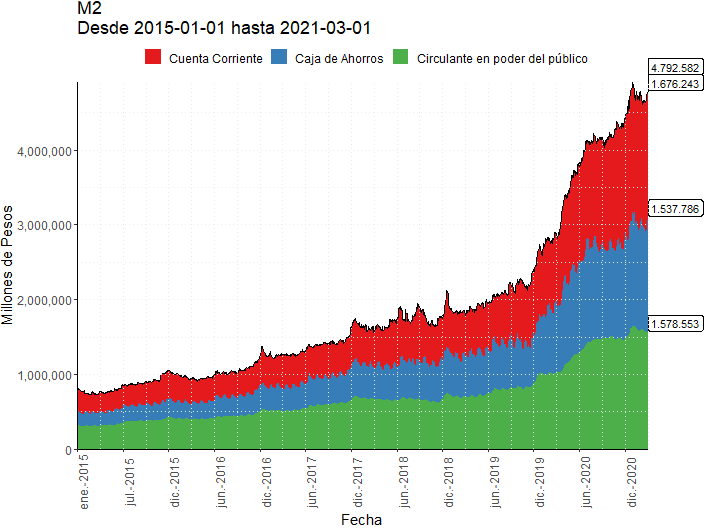 M2
Desde 2015-01-01 hasta 2021-03-01
Cuenta Corriente
Caja de Ahorros
Circulante en poder del público
4.792.582
1.676.243
1.537.786
1.578.553
Millones de Pesos
4,000,000
3,000,000
2,000,000
1,000,000
0
ene.-2015
jul.-2015
dic.-2015
jun.-2016
dic.-2016
jun.-2017
dic.-2017
jun.-2018
dic.-2018
jun.-2019
dic.-2019
jun.-2020
dic.-2020
Fecha